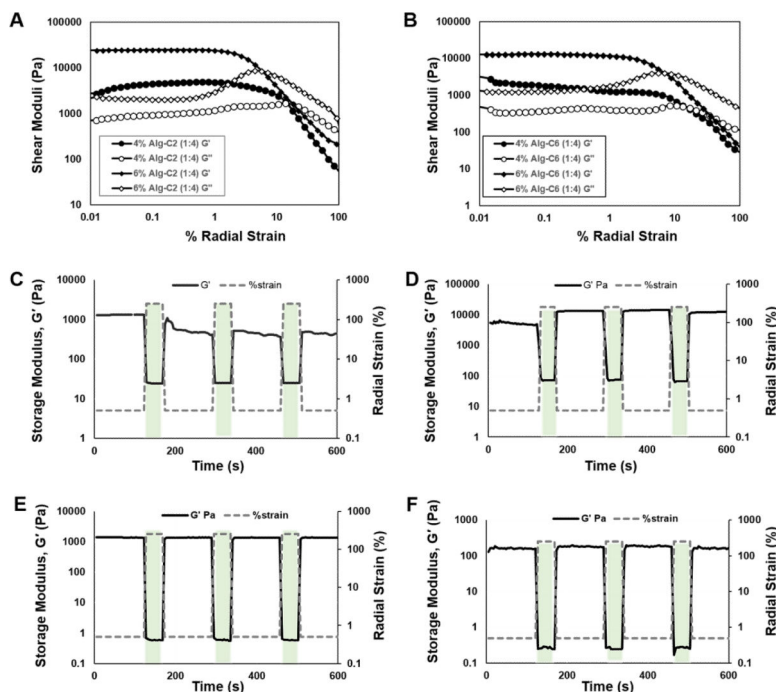 A
Shear Moduli (Pa)
100000
10000
1000
100
10
4% Alg-C2 (1:4) G'
4% Alg-C2 (1:4) G''
6% Alg-C2 (1:4) G'
6% Alg-C2 (1:4) G''
0.01 0.1 1 10 100
% Radial Strain
B
Shear Moduli (Pa)
100000
10000
1000
100
10
1
4% Alg-C6 (1:4) G'
4% Alg-C6 (1:4) G''
6% Alg-C6 (1:4) G'
6% Alg-C6 (1:4) G''
0.01 0.1 1 10 100
% Radial Strain
C
G' %strain
Storage Modulus, G' (Pa)
10000
1000
100
10
1
1000
100
10
1
0.1
Radial Strain (%)
0 200 400 600
Time (s)
D
G' Pa %strain
Storage Modulus, G' (Pa)
100000
10000
1000
100
10
1
1000
100
10
1
0.1
Radial Strain (%)
0 200 400 600
Time (s)
E
G' Pa %strain
Storage Modulus, G' (Pa)
10000
1000
100
10
1
0.1
1000
100
10
1
0.1
Radial Strain (%)
0 200 400 600
Time (s)
F
G' Pa %strain
Storage Modulus, G' (Pa)
1000
100
10
1
0.1
1000
100
10
1
0.1
Radial Strain (%)
0 200 400 600
Time (s)